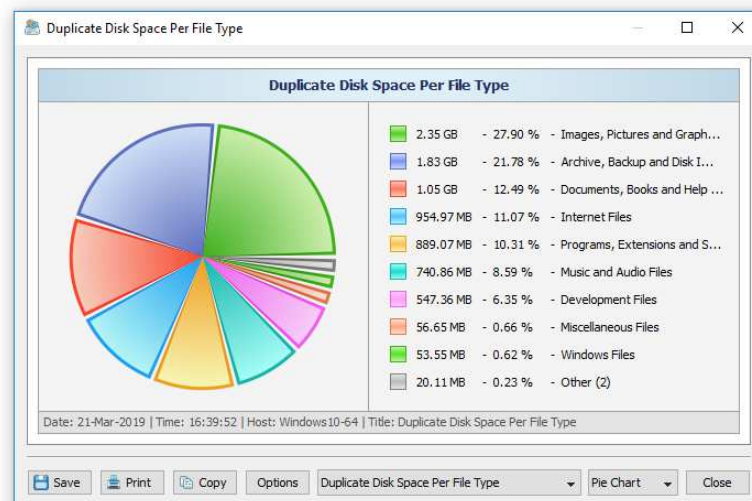 Duplicate Disk Space Per File Type
Duplicate Disk Space Per File Type
2.35 GB - 27.90 % - Images, Pictures and Graph...
1.83 GB - 21.78 % - Archive, Backup and Disk I...
1.05 GB - 12.49 % - Documents, Books and Help ...
954.97 MB - 11.07 % - Internet Files
889.07 MB - 10.31 % - Programs, Extensions and S...
740.86 MB - 8.59 % - Music and Audio Files
547.36 MB - 6.35 % - Development Files
56.65 MB - 0.66 % - Miscellaneous Files
53.55 MB - 0.62 % - Windows Files
20.11 MB - 0.23 % - Other (2)
Date: 21-Mar-2019 | Time: 16:39:52 | Host: Windows10-64 | Title: Duplicate Disk Space Per File Type
Save Print Copy Options Duplicate Disk Space Per File Type Pie Chart Close